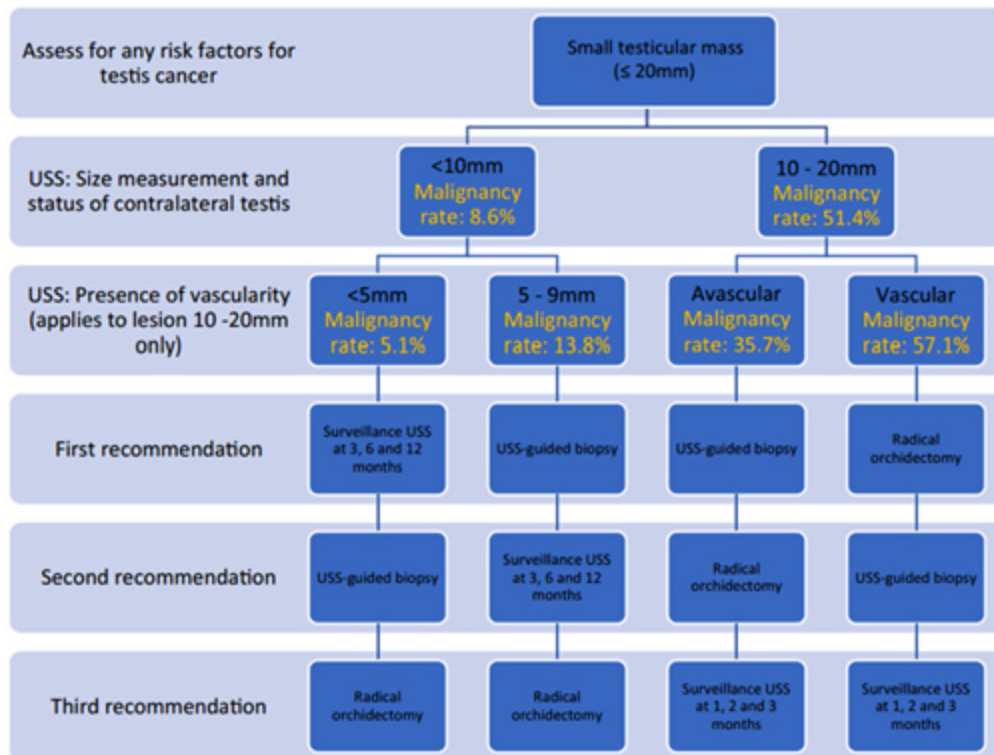 Assess for any risk factors for
testis cancer
Small testicular mass
(≤ 20mm)
USS: Size measurement and
status of contralateral testis
<10mm
Malignancy
rate: 8.6%
10 - 20mm
Malignancy
rate: 51.4%
USS: Presence of vascularity
(applies to lesion 10 -20mm
only)
<5mm
Malignancy
rate: 5.1%
5 - 9mm
Malignancy
rate: 13.8%
Avascular
Malignancy
rate: 35.7%
Vascular
Malignancy
rate: 57.1%
First recommendation
Surveillance USS
at 3, 6 and 12
months
USS-guided biopsy
USS-guided biopsy
Radical
orchidectomy
Second recommendation
USS-guided biopsy
Surveillance USS
at 3, 6 and 12
months
Radical
orchidectomy
USS-guided biopsy
Third recommendation
Radical
orchidectomy
Radical
orchidectomy
Surveillance USS
at 1, 2 and 3
months
Surveillance USS
at 1, 2 and 3
months